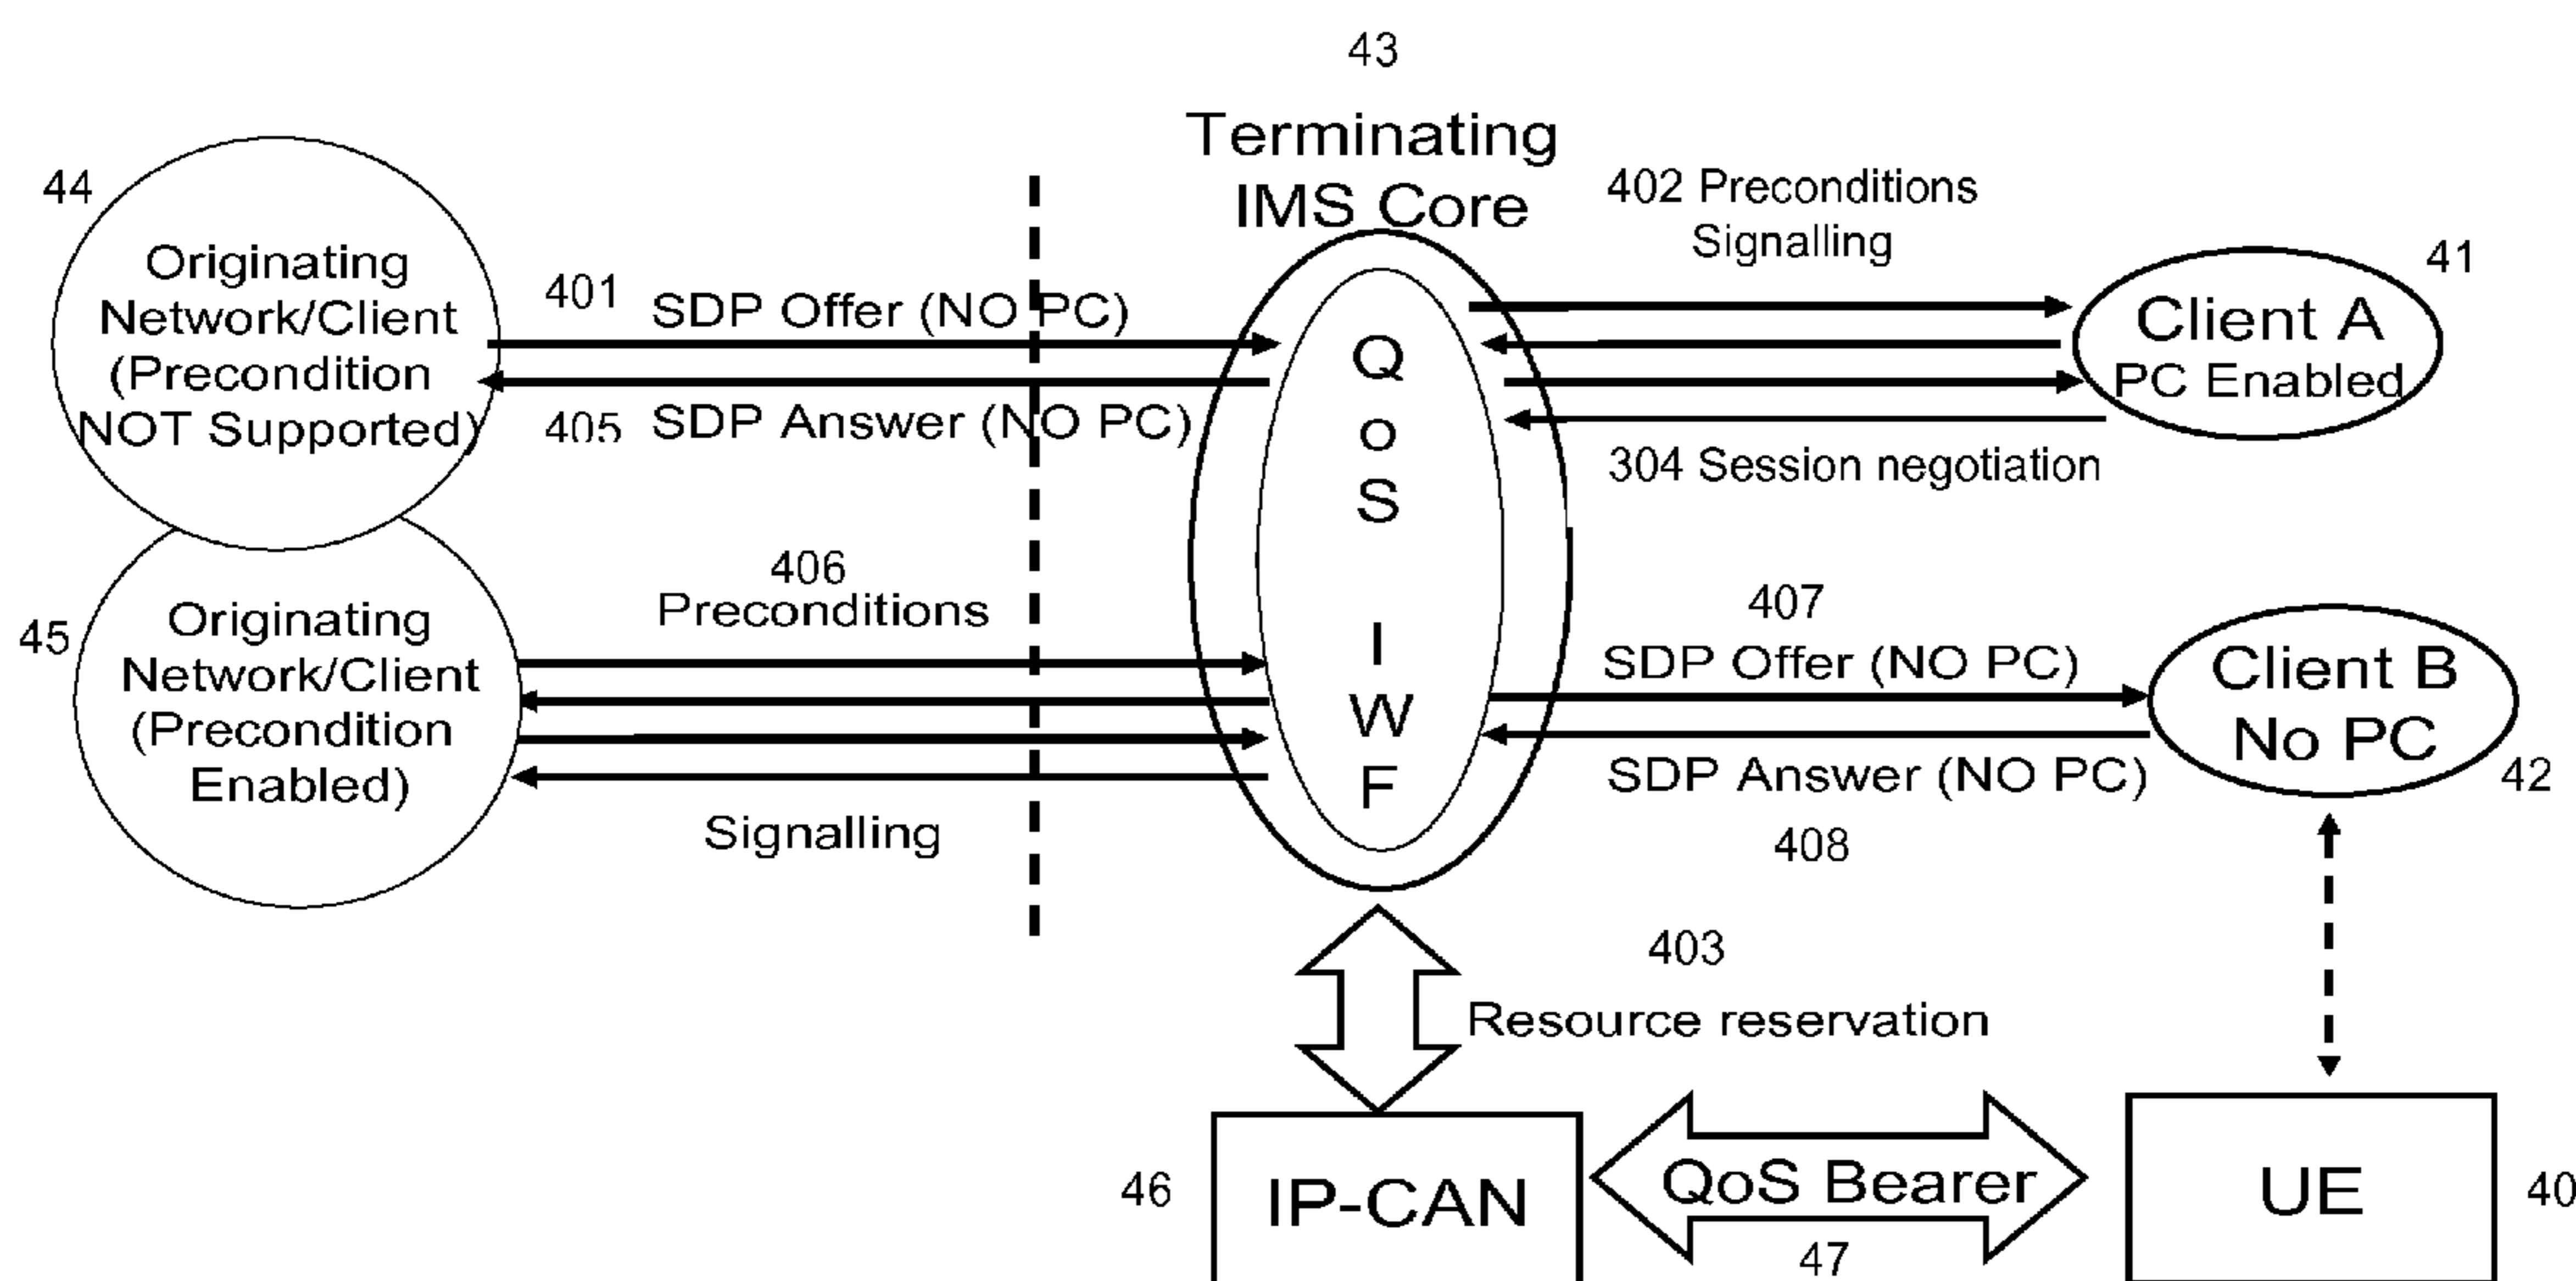 43
Terminating
IMS Core
44
Originating
Network/Client
(Precondition
NOT Supported)
401
SDP Offer (NO PC)
405
SDP Answer (NO PC)
402 Preconditions
Signalling
41
Client A
PC Enabled
304 Session negotiation
Q
o
S
I
W
F
45
Originating
Network/Client
(Precondition
Enabled)
406
Preconditions
Signalling
407
SDP Offer (NO PC)
SDP Answer (NO PC)
408
Client B
No PC
42
403
Resource reservation
46
IP-CAN
QoS Bearer
47
UE
40